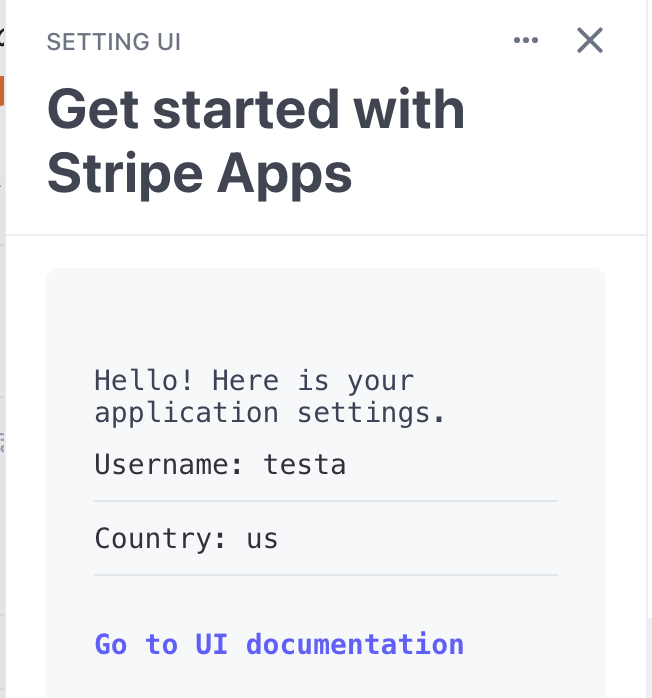 SETTING UI
Get started with
Stripe Apps
Hello! Here is your
application settings.
Username: testa
Country: us
Go to UI documentation